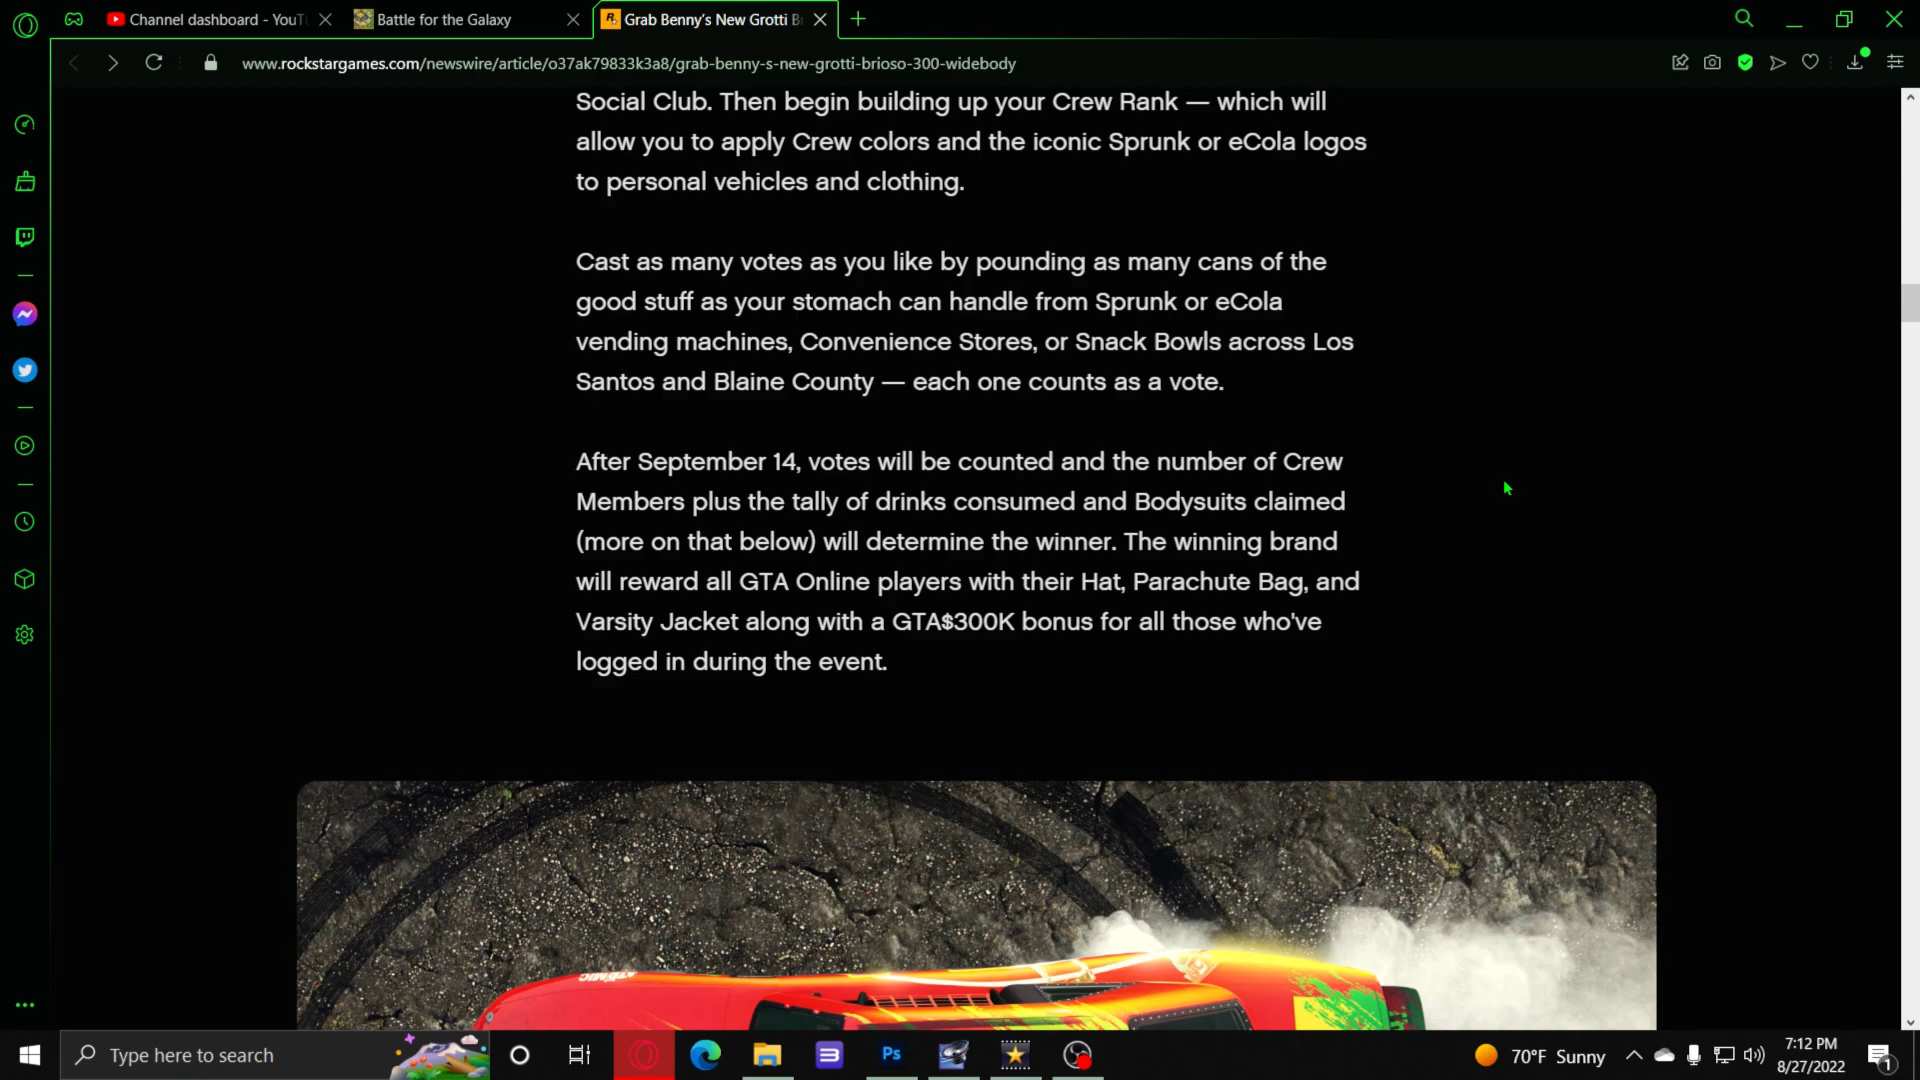 Channel dashboard - YouT
Battle for the Galaxy
Grab Benny's New Grotti B
www.rockstargames.com/newswire/article/o37ak79833k3a8/grab-benny-s-new-grotti-brioso-300-widebody
Social Club. Then begin building up your Crew Rank — which will
allow you to apply Crew colors and the iconic Sprunk or eCola logos
to personal vehicles and clothing.
Cast as many votes as you like by pounding as many cans of the
good stuff as your stomach can handle from Sprunk or eCola
vending machines, Convenience Stores, or Snack Bowls across Los
Santos and Blaine County — each one counts as a vote.
After September 14, votes will be counted and the number of Crew
Members plus the tally of drinks consumed and Bodysuits claimed
(more on that below) will determine the winner. The winning brand
will reward all GTA Online players with their Hat, Parachute Bag, and
Varsity Jacket along with a GTA$300K bonus for all those who've
logged in during the event.
ATOMIC
Type here to search
Ps
70°F Sunny
7:12 PM
8/27/2022
1